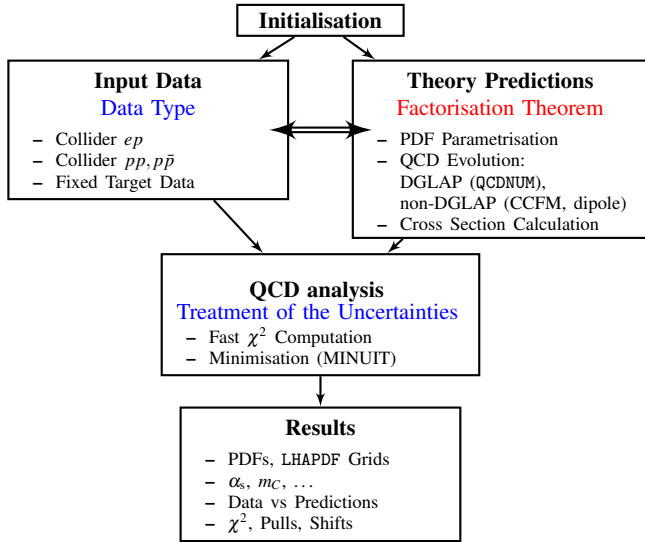 Initialisation
Input Data
Data Type
– Collider ep
– Collider pp, pp̄
– Fixed Target Data
Theory Predictions
Factorisation Theorem
– PDF Parametrisation
– QCD Evolution:
DGLAP (QCDNUM),
non-DGLAP (CCFM, dipole)
– Cross Section Calculation
QCD analysis
Treatment of the Uncertainties
– Fast χ² Computation
– Minimisation (MINUIT)
Results
– PDFs, LHAPDF Grids
– αₛ, m_C, …
– Data vs Predictions
– χ², Pulls, Shifts